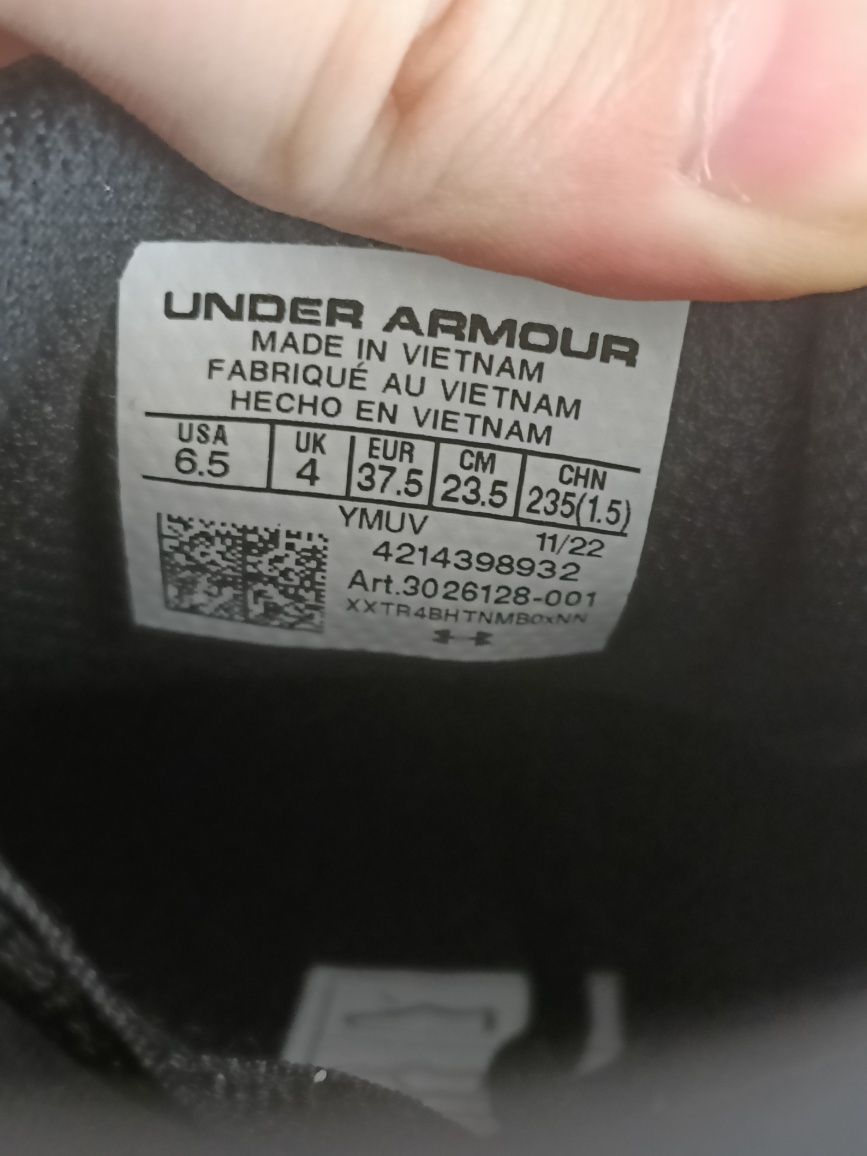 UNDER ARMOUR
MADE IN VIETNAM
FABRIQUÉ AU VIETNAM
HECHO EN VIETNAM
USA UK EUR CM CHN
6.5 4 37.5 23.5 235(1.5)
YMUV 11/22
4214398932
Art.3026128-001
XXTR4BHTNMB0xNN